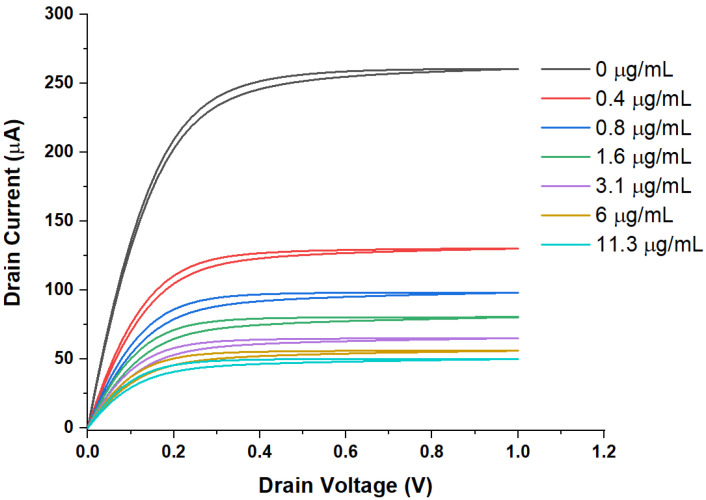 300
250
200
150
100
50
0
Drain Current (μA)
0 μg/mL
0.4 μg/mL
0.8 μg/mL
1.6 μg/mL
3.1 μg/mL
6 μg/mL
11.3 μg/mL
0.0 0.2 0.4 0.6 0.8 1.0 1.2
Drain Voltage (V)